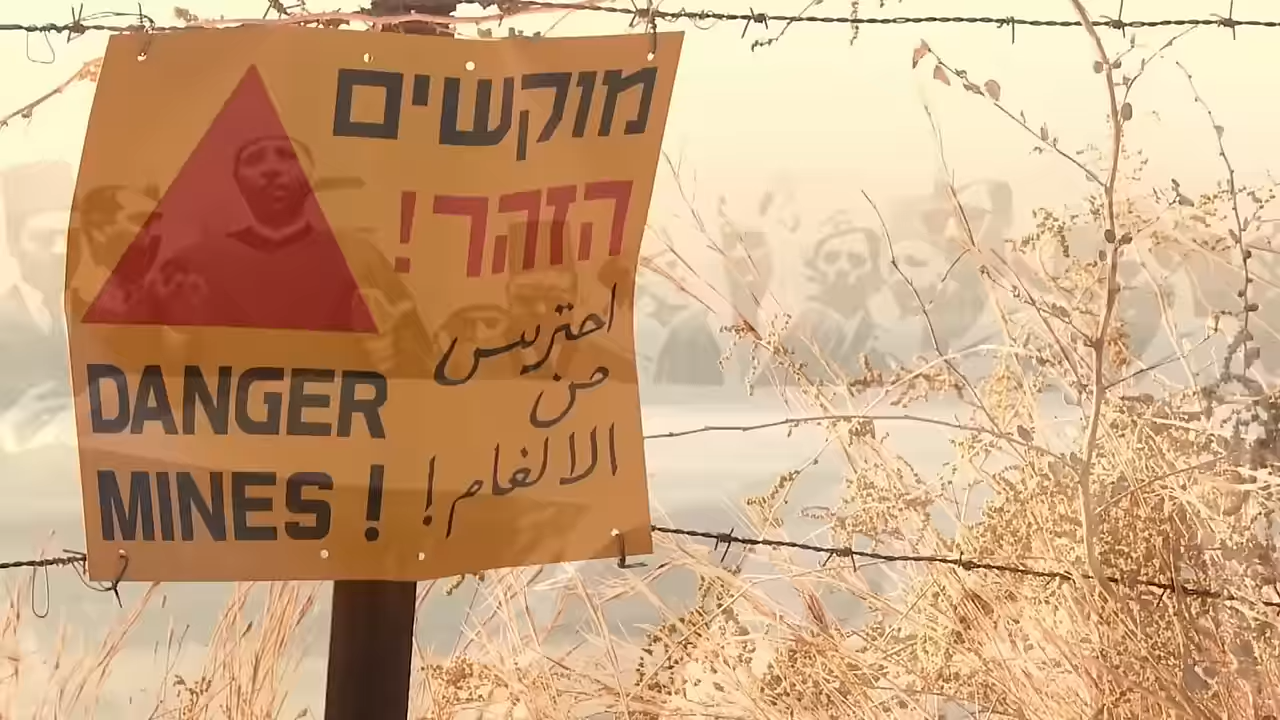 מוקשים
הזהר !
احترس
من
الالغام !
DANGER
MINES !